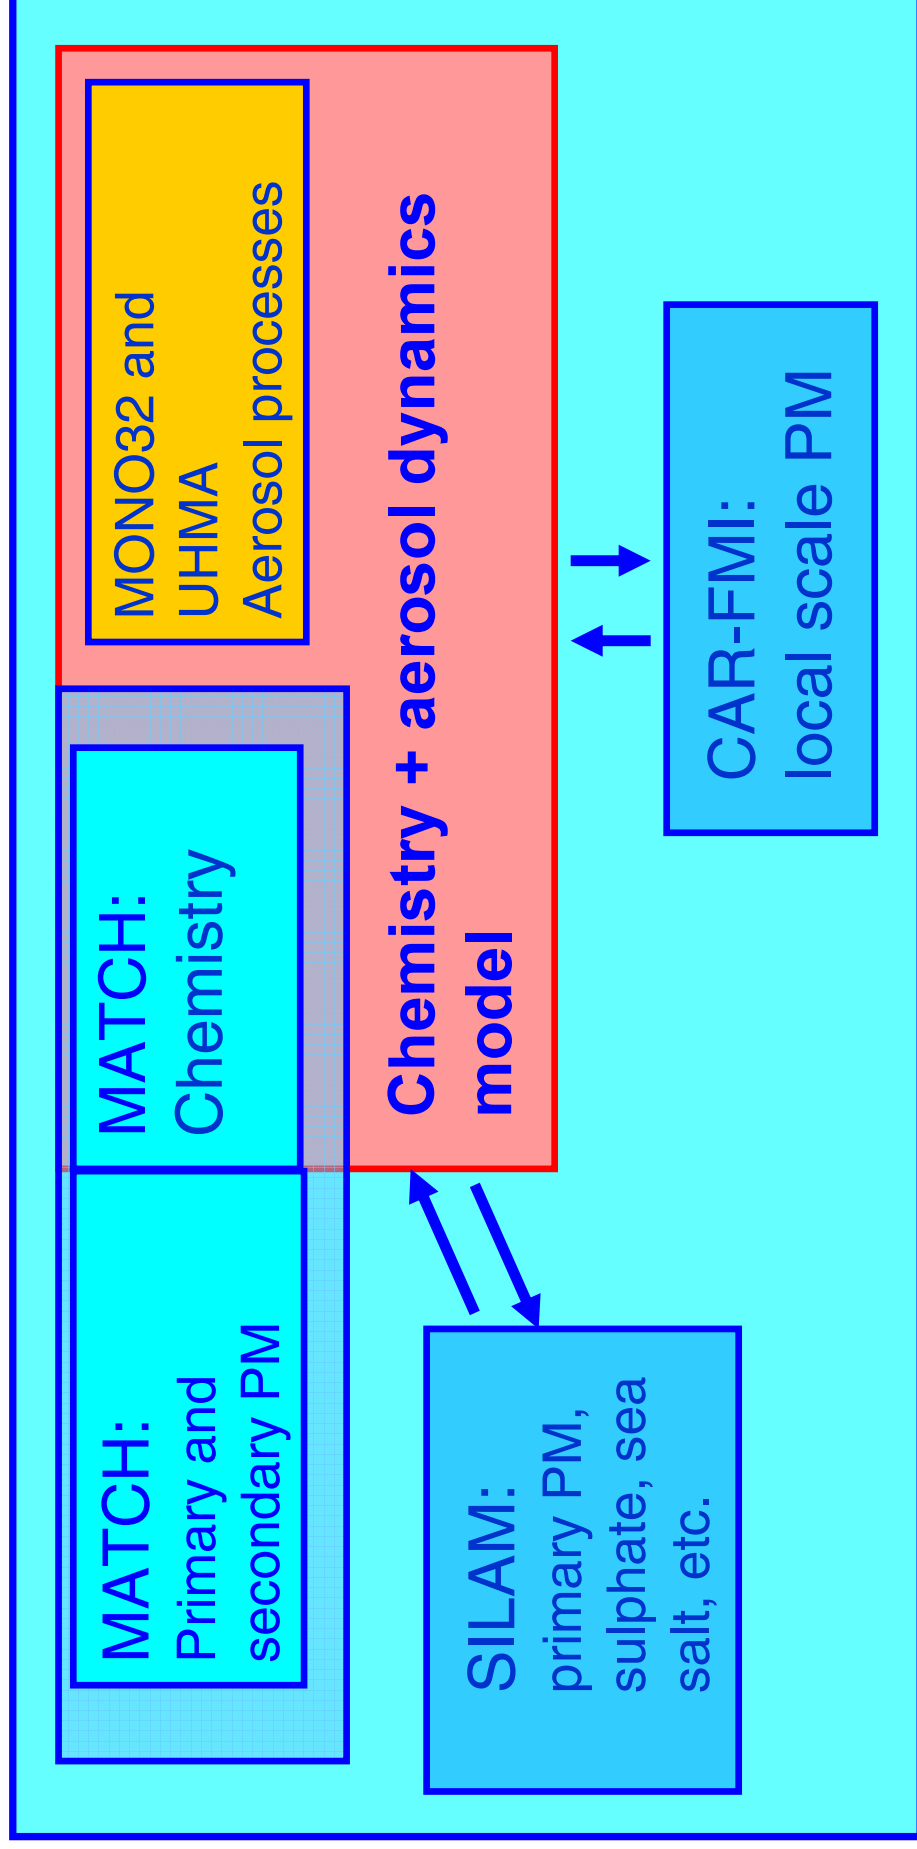 MATCH:
Primary and
secondary PM
MATCH:
Chemistry
MONO32 and
UHMA
Aerosol processes
Chemistry + aerosol dynamics
model
SILAM:
primary PM,
sulphate, sea
salt, etc.
CAR-FMI:
local scale PM